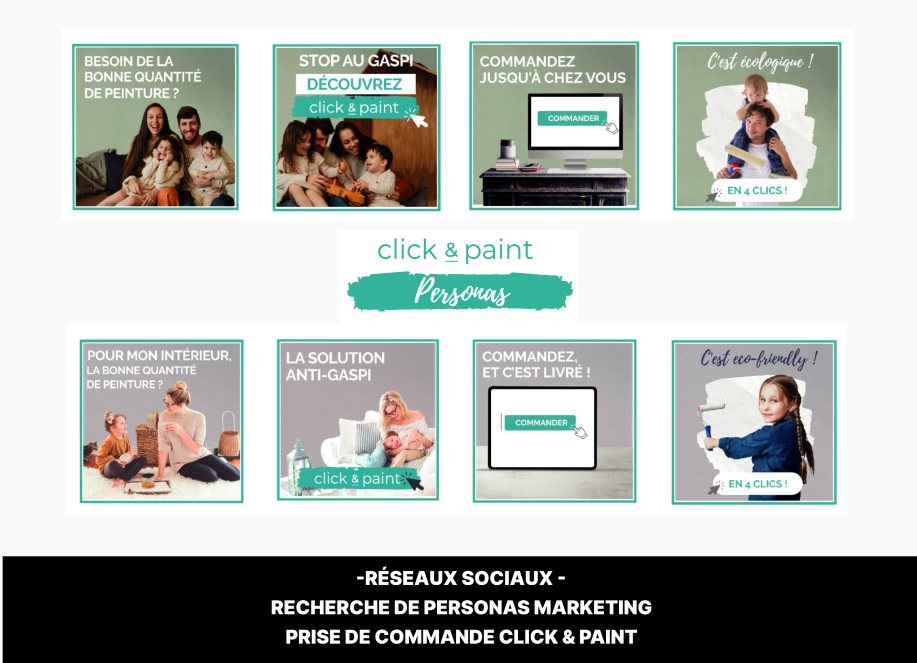 BESOIN DE LA
BONNE QUANTITÉ
DE PEINTURE ?
STOP AU GASPI
DÉCOUVREZ
click & paint
COMMANDEZ
JUSQU'À CHEZ VOUS
COMMANDER
C'est écologique !
EN 4 CLICS !
click & paint
Personas
POUR MON INTÉRIEUR,
LA BONNE QUANTITÉ
DE PEINTURE ?
LA SOLUTION
ANTI-GASPI
click & paint
COMMANDEZ,
ET C'EST LIVRÉ !
COMMANDER
C'est eco-friendly !
EN 4 CLICS !
-RÉSEAUX SOCIAUX -
RECHERCHE DE PERSONAS MARKETING
PRISE DE COMMANDE CLICK & PAINT